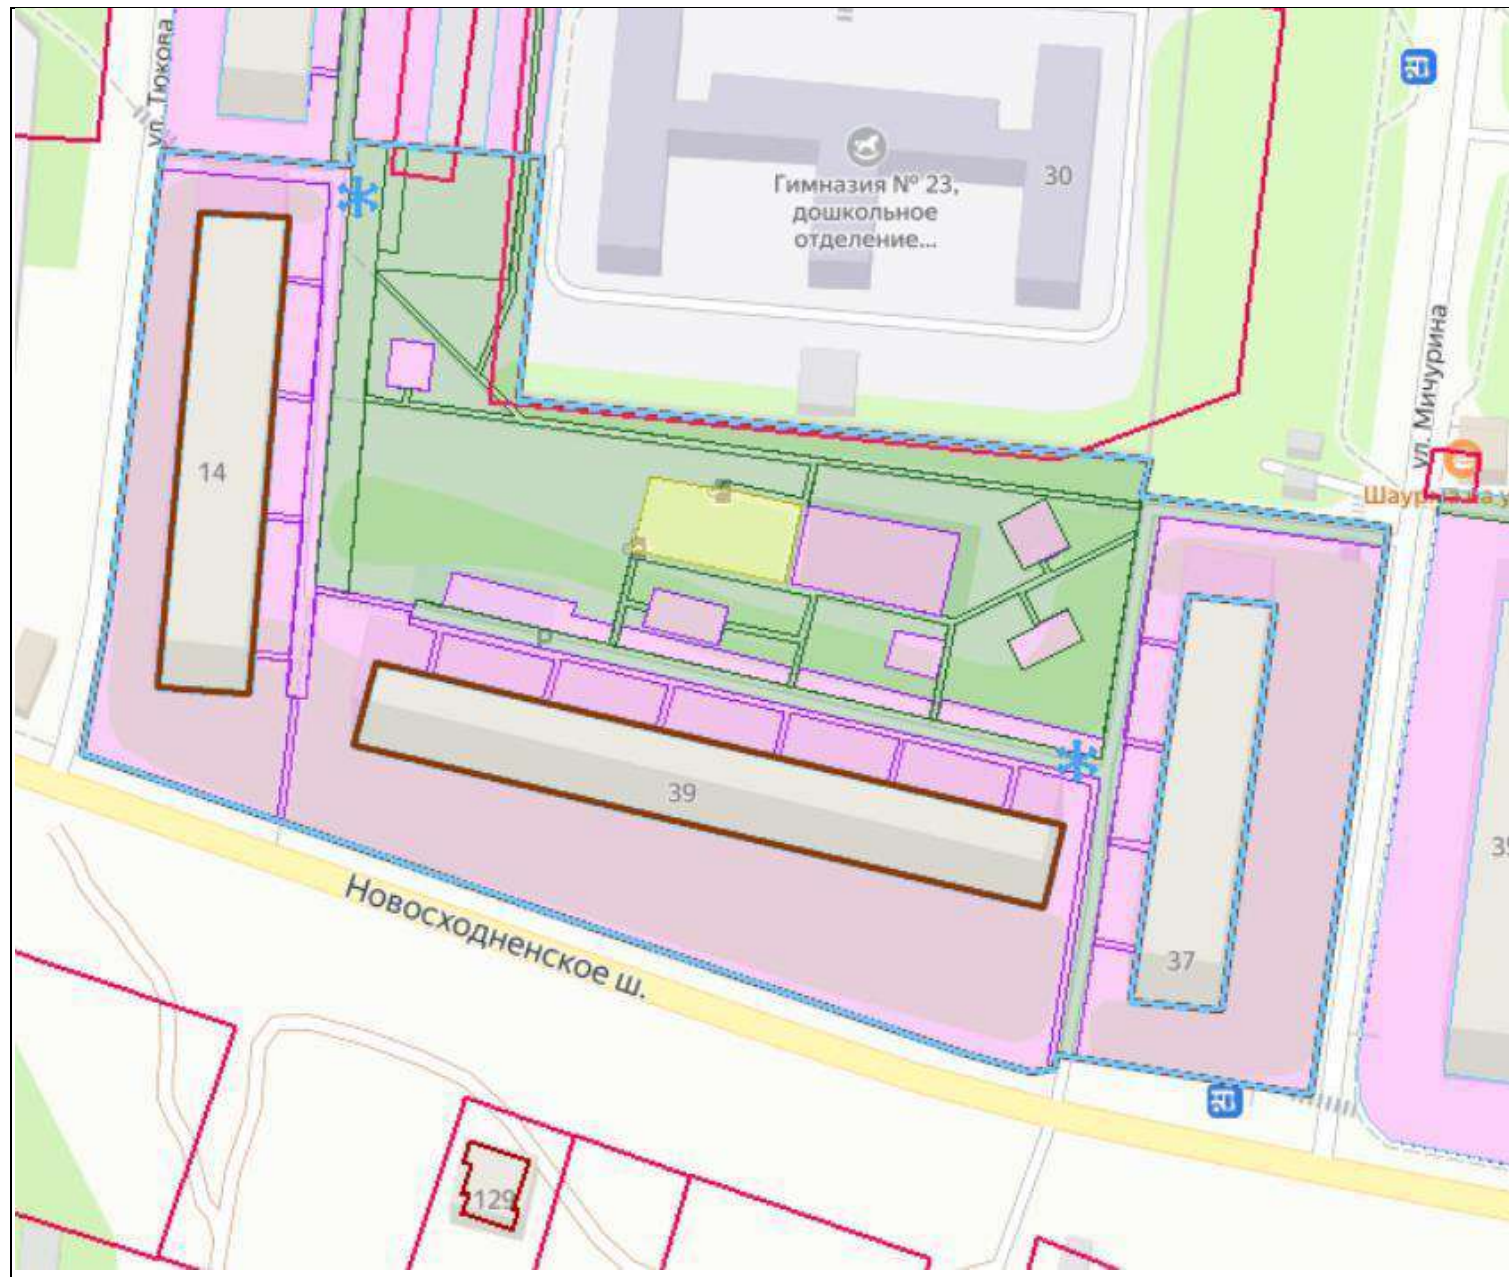 ул. Тюкова
30
Гимназия № 23,
дошкольное
отделение...
ул. Мичурина
14
39
37
Новосходненское ш.
129